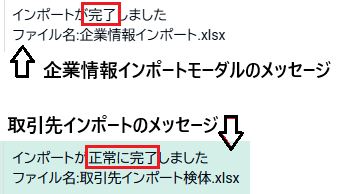 インポートが完了しました
ファイル名:企業情報インポート.xlsx
企業情報インポートモーダルのメッセージ
取引先インポートのメッセージ
インポートが正常に完了しました
ファイル名:取引先インポート検体.xlsx